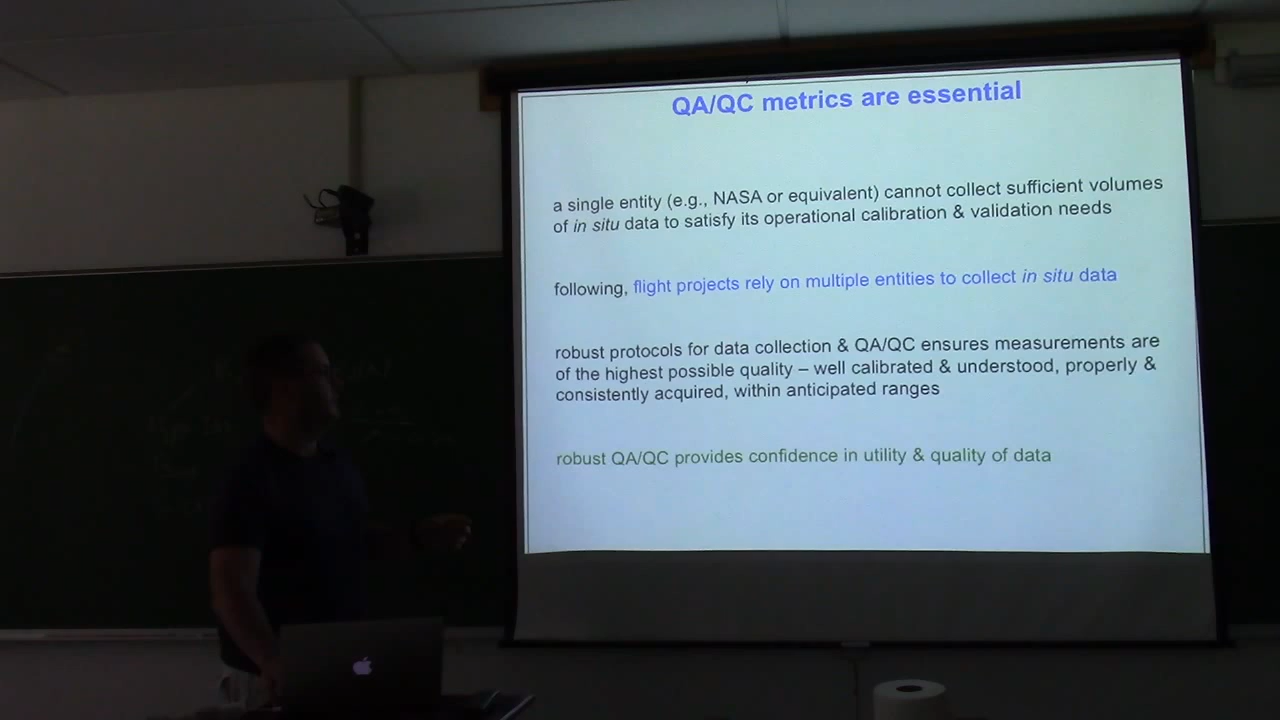 QA/QC metrics are essential
a single entity (e.g., NASA or equivalent) cannot collect sufficient volumes
of in situ data to satisfy its operational calibration & validation needs
following, flight projects rely on multiple entities to collect in situ data
robust protocols for data collection & QA/QC ensures measurements are
of the highest possible quality – well calibrated & understood, properly &
consistently acquired, within anticipated ranges
robust QA/QC provides confidence in utility & quality of data